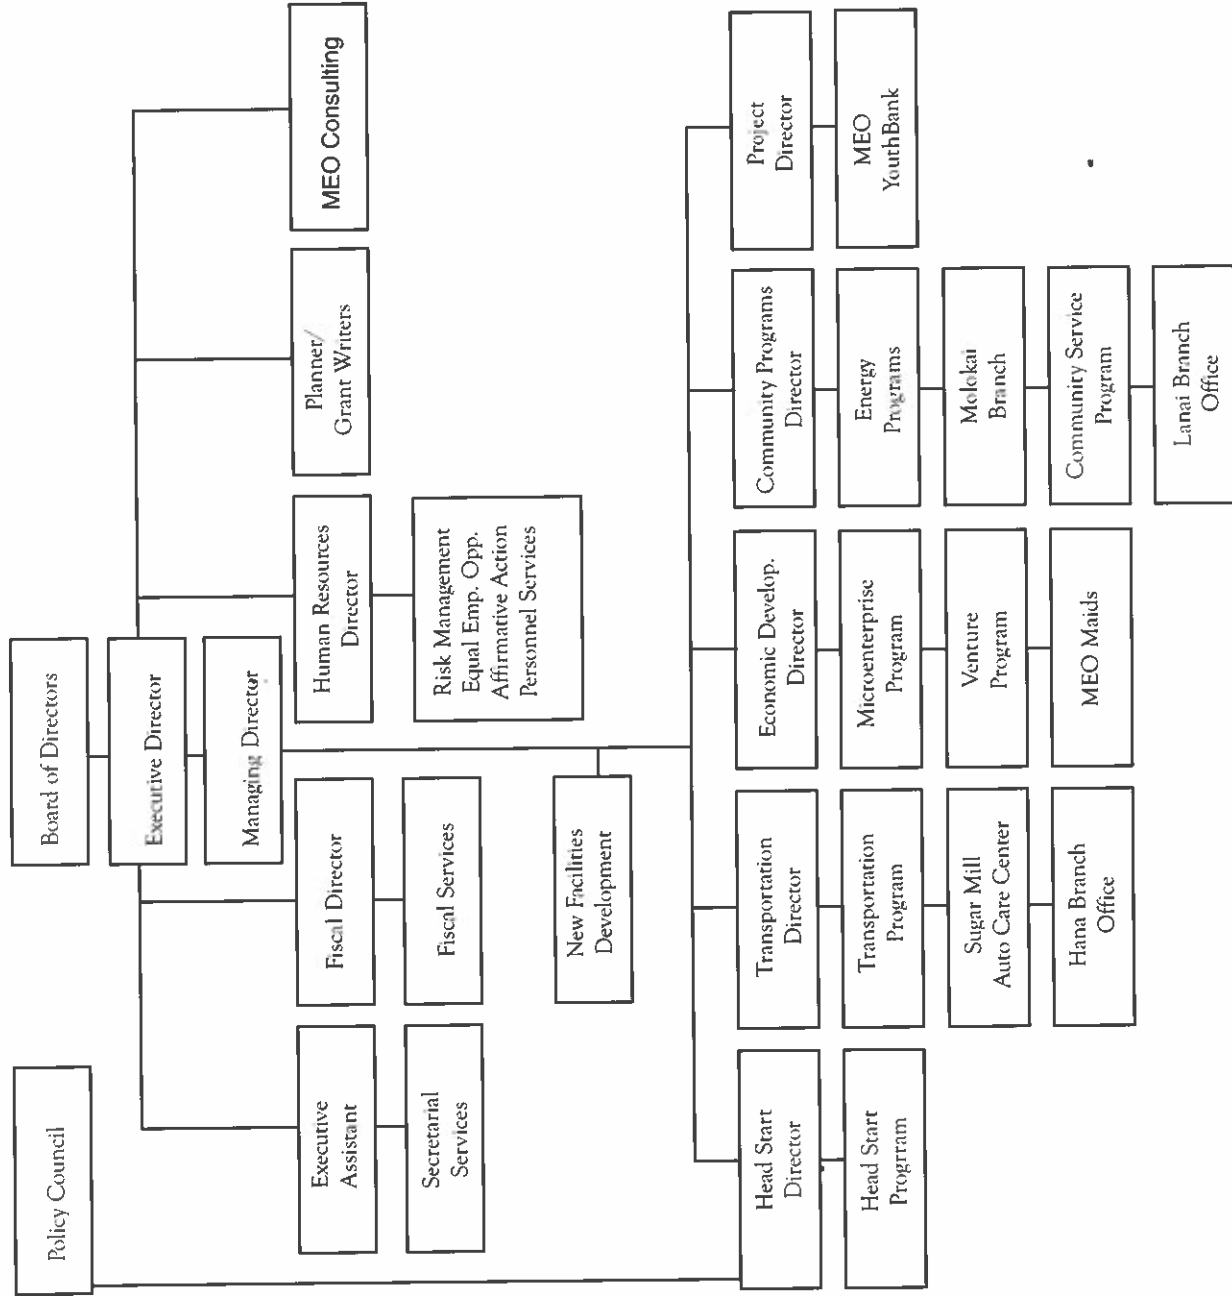 Policy Council
Board of Directors
Executive Director
Managing Director
Executive
Assistant
Fiscal Director
Human Resources
Director
Planner/
Grant Writers
MEO Consulting
Secretarial
Services
Fiscal Services
Risk Management
Equal Emp. Opp.
Affirmative Action
Personnel Services
New Facilities
Development
Head Start
Director
Transportation
Director
Economic Develop.
Director
Community Programs
Director
Project
Director
Head Start
Progrram
Transportation
Program
Microenterprise
Program
Energy
Programs
MEO
YouthBank
Sugar Mill
Auto Care Center
Venture
Program
Molokai
Branch
Hana Branch
Office
MEO Maids
Community Service
Program
Lanai Branch
Office